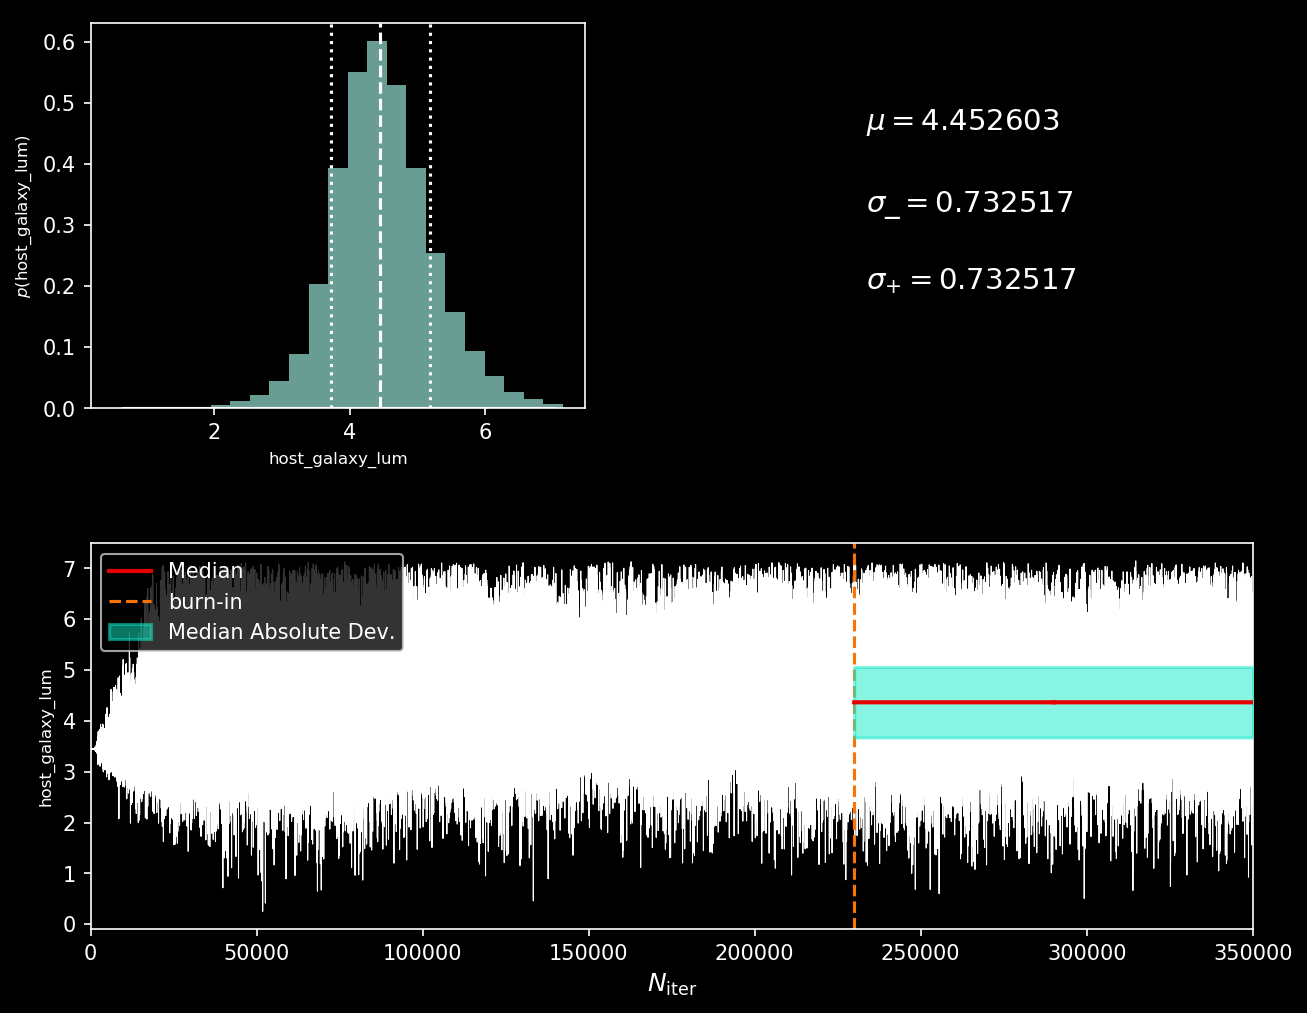 0.6
0.5
0.4
0.3
0.2
0.1
0.0
p(host_galaxy_lum)
2 4 6
host_galaxy_lum
μ = 4.452603
σ₋ = 0.732517
σ₊ = 0.732517
Median
burn-in
Median Absolute Dev.
7
6
5
4
3
2
1
0
host_galaxy_lum
0 50000 100000 150000 200000 250000 300000 350000
N_iter